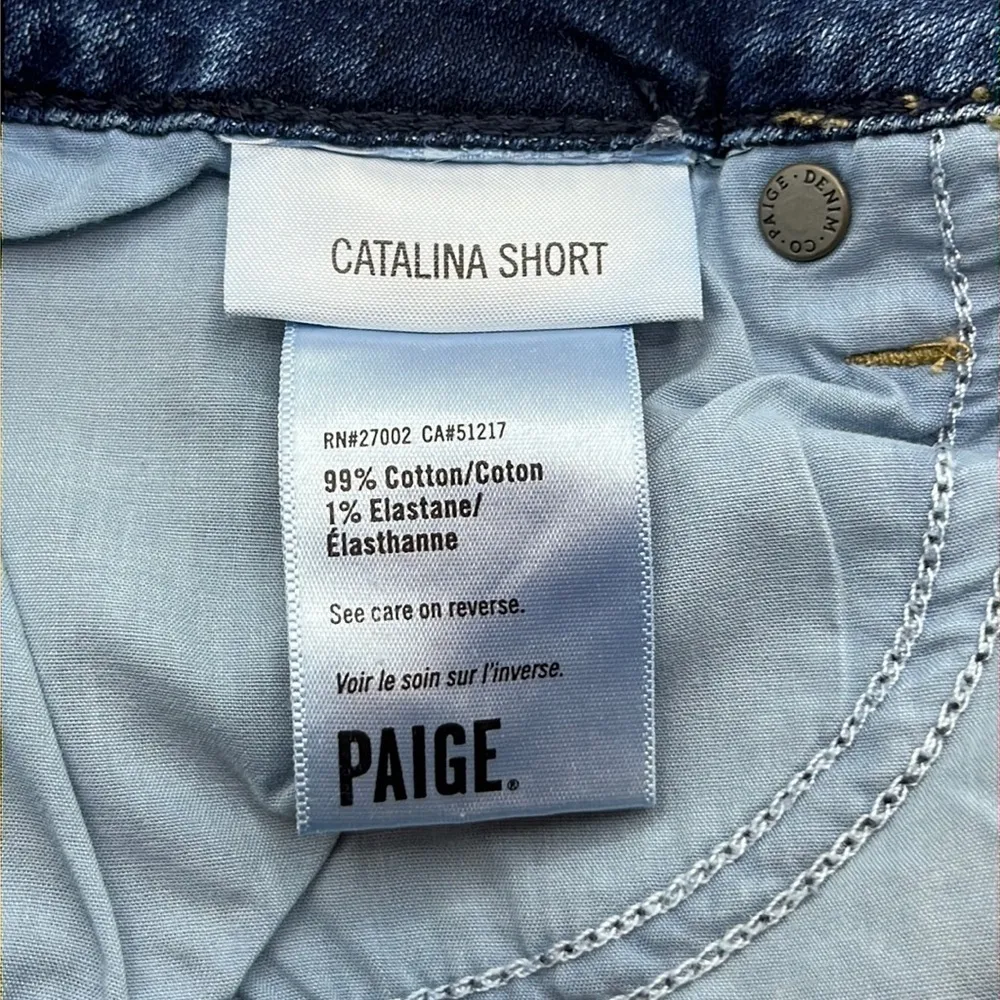 CATALINA SHORT
PAIGE · DENIM · CO ·
RN#27002 CA#51217
99% Cotton/Coton
1% Elastane/
Élasthanne
See care on reverse.
Voir le soin sur l'inverse.
PAIGE®